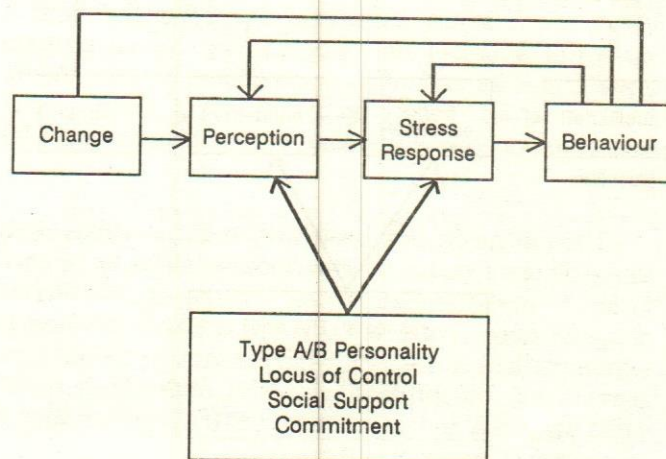 Change
Perception
Stress
Response
Behaviour
Type A/B Personality
Locus of Control
Social Support
Commitment